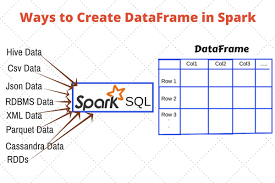 Ways to Create DataFrame in Spark
Hive Data
Csv Data
Json Data
RDBMS Data
XML Data
Parquet Data
Cassandra Data
RDDs
Spark SQL
DataFrame
Col1 Col2 Col3 ......
Row 1
Row 2
Row 3